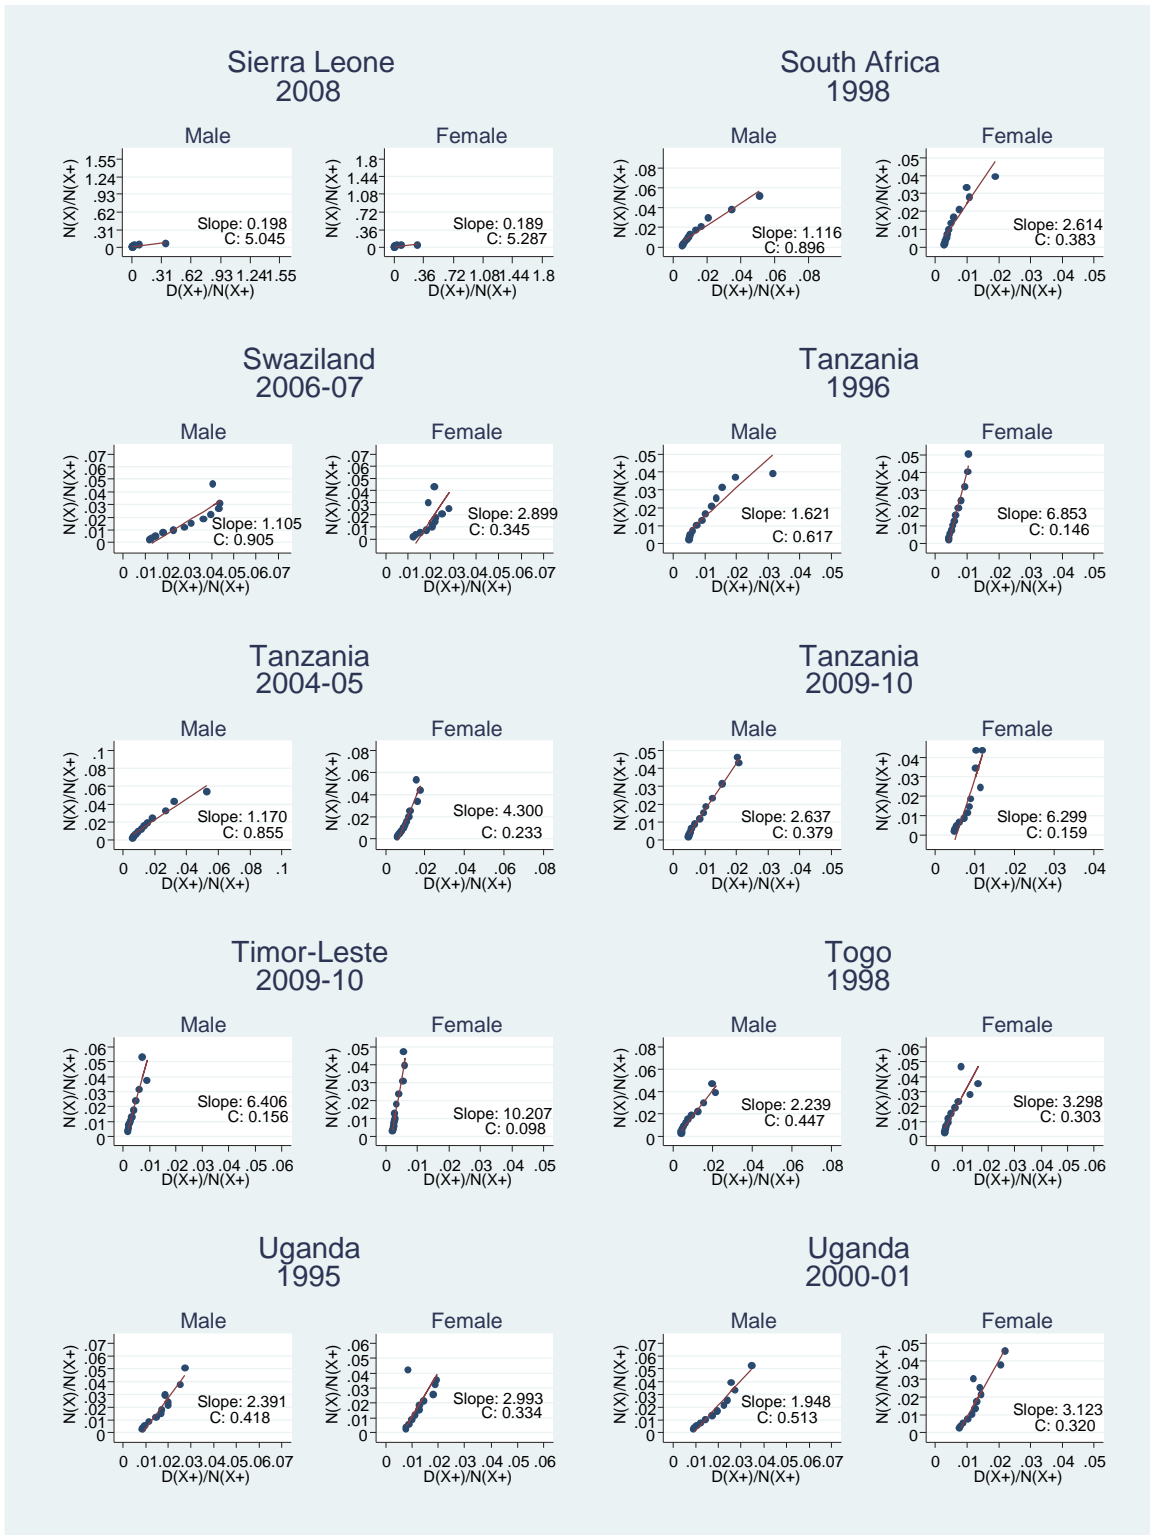 Sierra Leone
2008
Male
N(X)/N(X+)
1.55
1.24
.93
.62
.31
0
Slope: 0.198
C: 5.045
0 .31 .62 .93 1.241.55
D(X+)/N(X+)
Female
N(X)/N(X+)
1.8
1.44
1.08
.72
.36
0
Slope: 0.189
C: 5.287
0 .36 .72 1.081.44 1.8
D(X+)/N(X+)
South Africa
1998
Male
N(X)/N(X+)
.08
.06
.04
.02
0
Slope: 1.116
C: 0.896
0 .02 .04 .06 .08
D(X+)/N(X+)
Female
N(X)/N(X+)
.05
.04
.03
.02
.01
0
Slope: 2.614
C: 0.383
0 .01 .02 .03 .04 .05
D(X+)/N(X+)
Swaziland
2006-07
Male
N(X)/N(X+)
.07
.06
.05
.04
.03
.02
.01
0
Slope: 1.105
C: 0.905
0 .01.02.03.04.05.06.07
D(X+)/N(X+)
Female
N(X)/N(X+)
.07
.06
.05
.04
.03
.02
.01
0
Slope: 2.899
C: 0.345
0 .01.02.03.04.05.06.07
D(X+)/N(X+)
Tanzania
1996
Male
N(X)/N(X+)
.05
.04
.03
.02
.01
0
Slope: 1.621
C: 0.617
0 .01 .02 .03 .04 .05
D(X+)/N(X+)
Female
N(X)/N(X+)
.05
.04
.03
.02
.01
0
Slope: 6.853
C: 0.146
0 .01 .02 .03 .04 .05
D(X+)/N(X+)
Tanzania
2004-05
Male
N(X)/N(X+)
.1
.08
.06
.04
.02
0
Slope: 1.170
C: 0.855
0 .02 .04 .06 .08 .1
D(X+)/N(X+)
Female
N(X)/N(X+)
.08
.06
.04
.02
0
Slope: 4.300
C: 0.233
0 .02 .04 .06 .08
D(X+)/N(X+)
Tanzania
2009-10
Male
N(X)/N(X+)
.05
.04
.03
.02
.01
0
Slope: 2.637
C: 0.379
0 .01 .02 .03 .04 .05
D(X+)/N(X+)
Female
N(X)/N(X+)
.04
.03
.02
.01
0
Slope: 6.299
C: 0.159
0 .01 .02 .03 .04
D(X+)/N(X+)
Timor-Leste
2009-10
Male
N(X)/N(X+)
.06
.05
.04
.03
.02
.01
0
Slope: 6.406
C: 0.156
0 .01 .02 .03 .04 .05 .06
D(X+)/N(X+)
Female
N(X)/N(X+)
.05
.04
.03
.02
.01
0
Slope: 10.207
C: 0.098
0 .01 .02 .03 .04 .05
D(X+)/N(X+)
Togo
1998
Male
N(X)/N(X+)
.08
.06
.04
.02
0
Slope: 2.239
C: 0.447
0 .02 .04 .06 .08
D(X+)/N(X+)
Female
N(X)/N(X+)
.06
.05
.04
.03
.02
.01
0
Slope: 3.298
C: 0.303
0 .01 .02 .03 .04 .05 .06
D(X+)/N(X+)
Uganda
1995
Male
N(X)/N(X+)
.07
.06
.05
.04
.03
.02
.01
0
Slope: 2.391
C: 0.418
0 .01.02.03.04.05.06.07
D(X+)/N(X+)
Female
N(X)/N(X+)
.06
.05
.04
.03
.02
.01
0
Slope: 2.993
C: 0.334
0 .01 .02 .03 .04 .05 .06
D(X+)/N(X+)
Uganda
2000-01
Male
N(X)/N(X+)
.07
.06
.05
.04
.03
.02
.01
0
Slope: 1.948
C: 0.513
0 .01.02.03.04.05.06.07
D(X+)/N(X+)
Female
N(X)/N(X+)
.05
.04
.03
.02
.01
0
Slope: 3.123
C: 0.320
0 .01 .02 .03 .04 .05
D(X+)/N(X+)